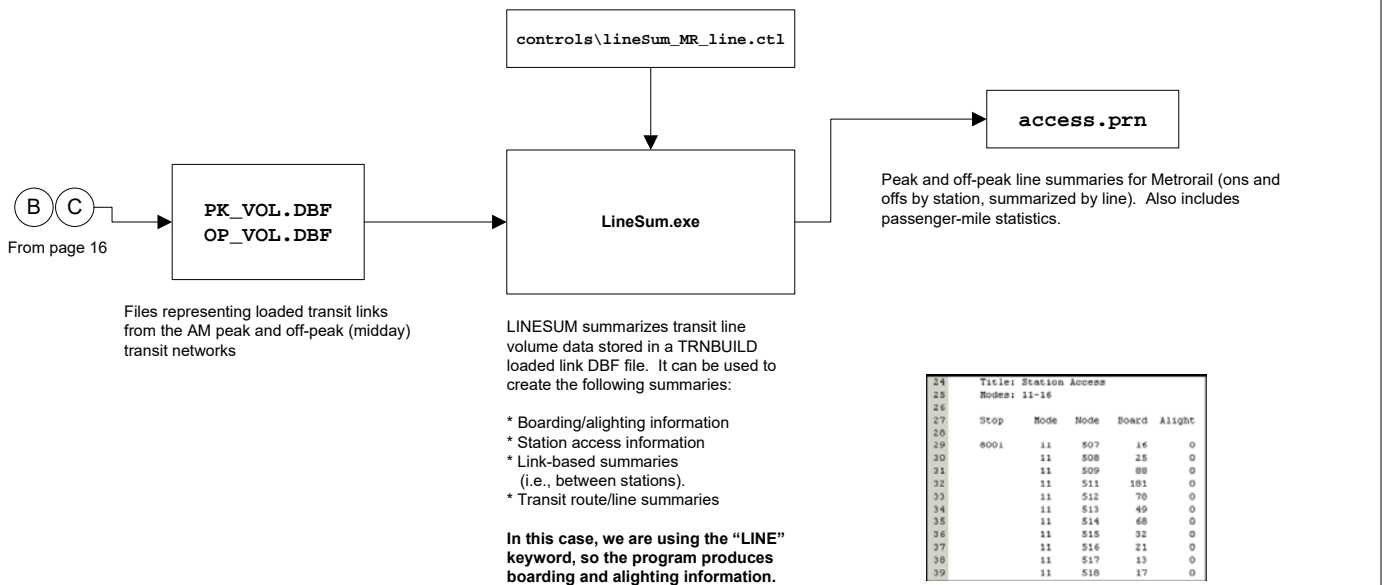 controls\lineSum_MR_line.ctl
access.prn
Peak and off-peak line summaries for Metrorail (ons and
offs by station, summarized by line).  Also includes
passenger-mile statistics.
B C
From page 16
PK_VOL.DBF
OP_VOL.DBF
LineSum.exe
Files representing loaded transit links
from the AM peak and off-peak (midday)
transit networks
LINESUM summarizes transit line
volume data stored in a TRNBUILD
loaded link DBF file.  It can be used to
create the following summaries:
* Boarding/alighting information
* Station access information
* Link-based summaries
(i.e., between stations).
* Transit route/line summaries
In this case, we are using the “LINE”
keyword, so the program produces
boarding and alighting information.
24 Title: Station Access
25 Modes: 11-16
26
27 Stop Mode Node Board Alight
28
29 8001 11 507 16 0
30 11 508 25 0
31 11 509 88 0
32 11 511 181 0
33 11 512 78 0
34 11 513 49 0
35 11 514 68 0
36 11 515 32 0
37 11 516 21 0
38 11 517 13 0
39 11 518 17 0